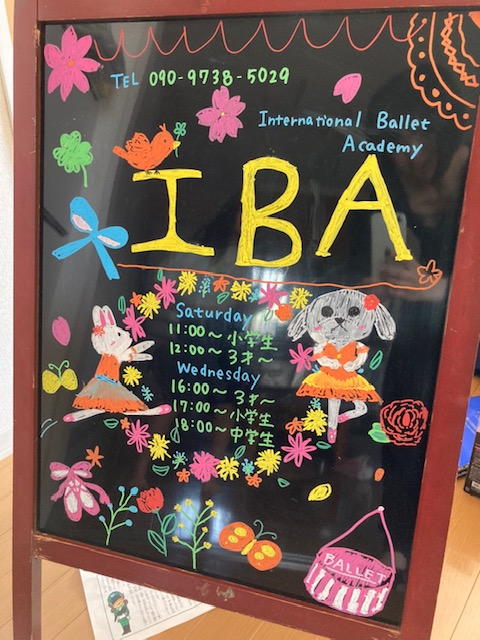 TEL 090-9738-5029
International Ballet
Academy
IBA
Saturday
11:00～小学生
12:00～3才～
Wednesday
16:00～3才～
17:00～小学生
18:00～中学生
BALLET